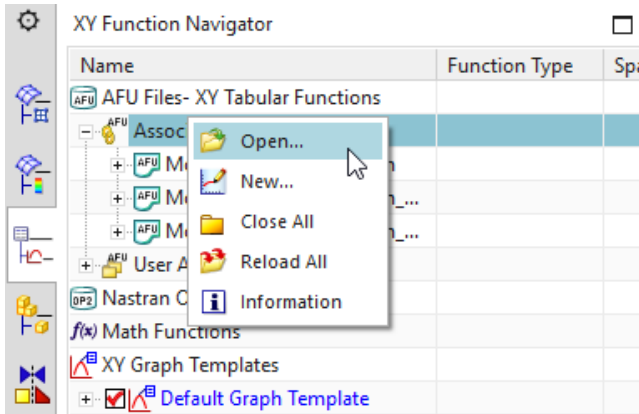 XY Function Navigator
Name Function Type Spa
AFU AFU Files- XY Tabular Functions
AFU Assoc
AFU Mo n
AFU Mo n_...
AFU Mo n_...
AFU User A
OP2 Nastran O
f(x) Math Functions
XY Graph Templates
Default Graph Template
Open...
New...
Close All
Reload All
Information